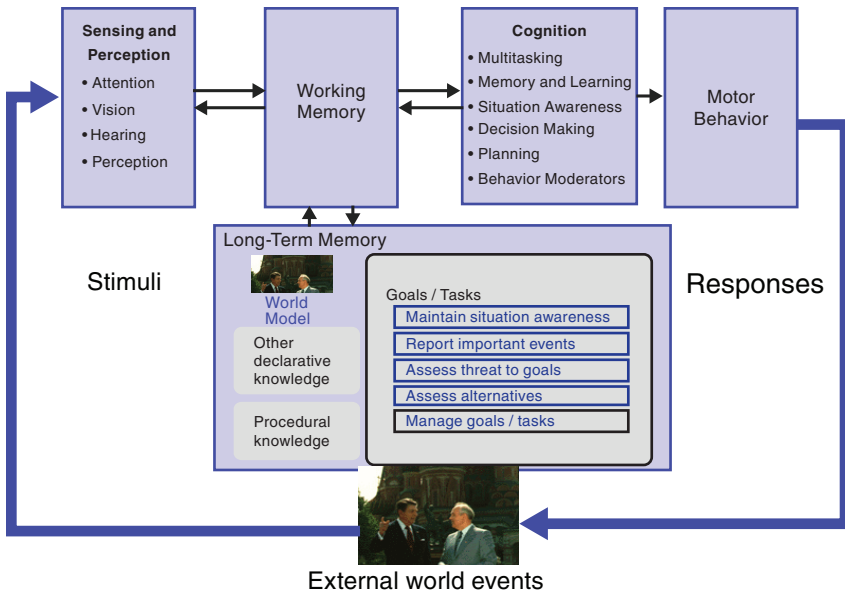 Sensing and
Perception
• Attention
• Vision
• Hearing
• Perception
Working
Memory
Cognition
• Multitasking
• Memory and Learning
• Situation Awareness
• Decision Making
• Planning
• Behavior Moderators
Motor
Behavior
Stimuli
Long-Term Memory
World
Model
Other
declarative
knowledge
Procedural
knowledge
Goals / Tasks
Maintain situation awareness
Report important events
Assess threat to goals
Assess alternatives
Manage goals / tasks
Responses
External world events